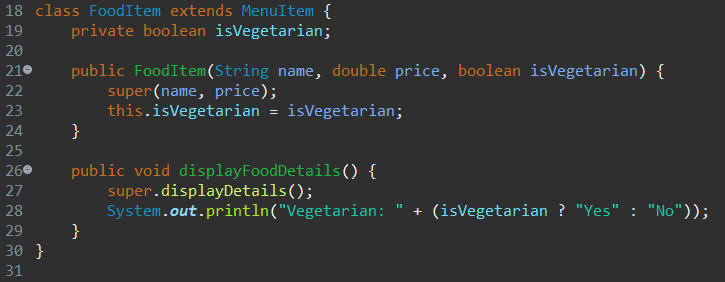 18 class FoodItem extends MenuItem {
19     private boolean isVegetarian;
20
21     public FoodItem(String name, double price, boolean isVegetarian) {
22         super(name, price);
23         this.isVegetarian = isVegetarian;
24     }
25
26     public void displayFoodDetails() {
27         super.displayDetails();
28         System.out.println("Vegetarian: " + (isVegetarian ? "Yes" : "No"));
29     }
30 }
31